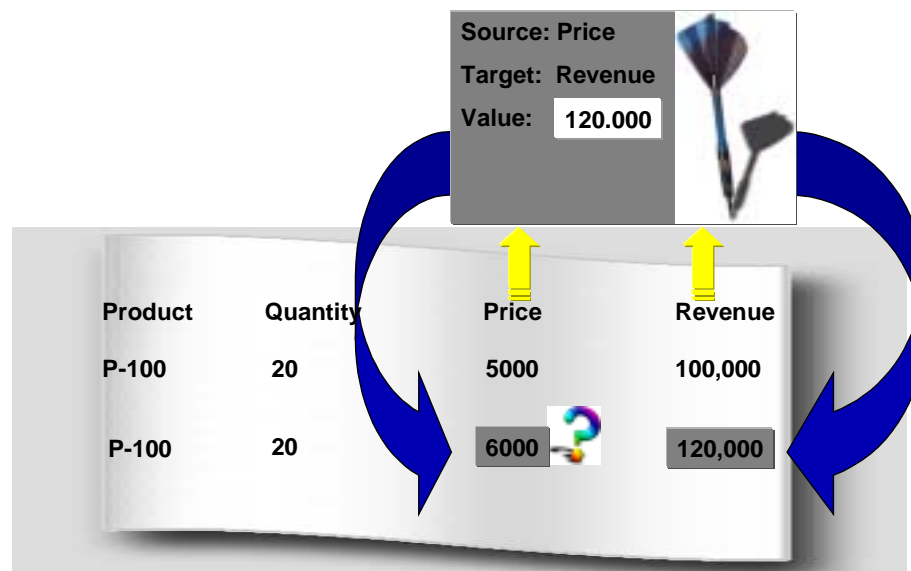 Source: Price
Target: Revenue
Value: 120.000
Product Quantity Price Revenue
P-100 20 5000 100,000
P-100 20 6000 120,000